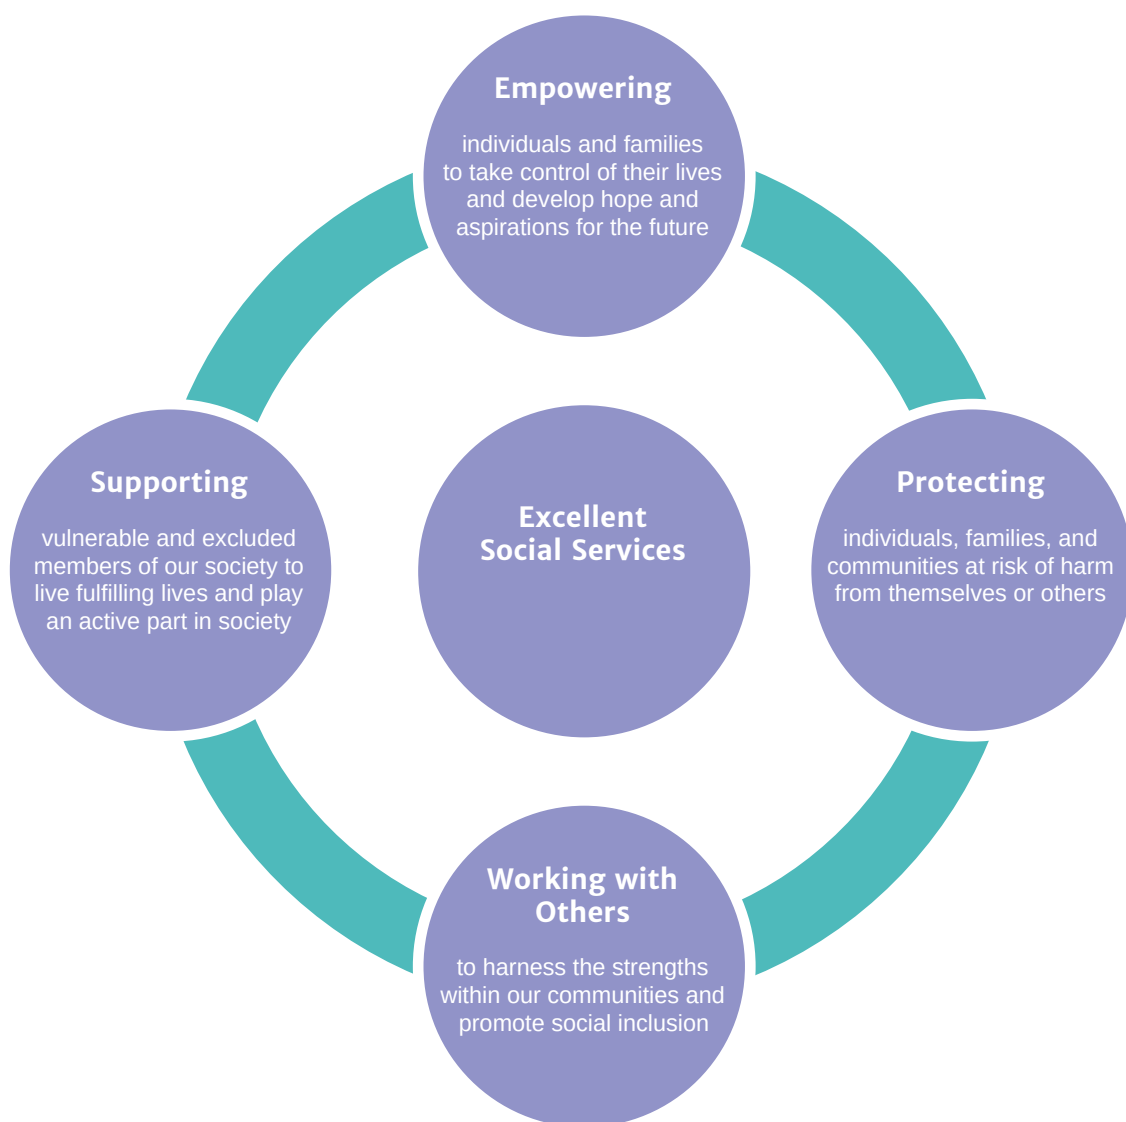 Empowering
individuals and families
to take control of their lives
and develop hope and
aspirations for the future
Supporting
vulnerable and excluded
members of our society to
live fulfilling lives and play
an active part in society
Excellent
Social Services
Protecting
individuals, families, and
communities at risk of harm
from themselves or others
Working with
Others
to harness the strengths
within our communities and
promote social inclusion